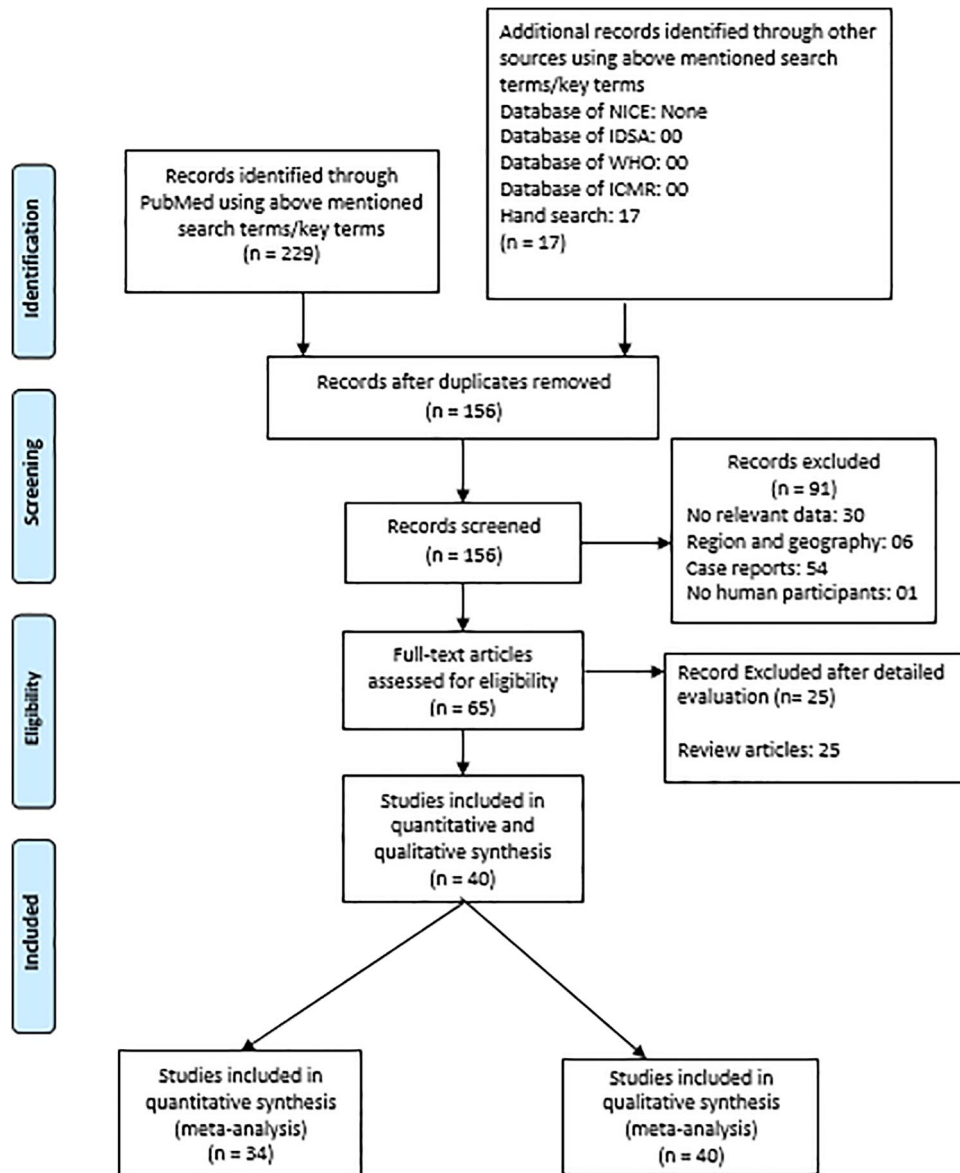 Additional records identified through other
sources using above mentioned search
terms/key terms
Database of NICE: None
Database of IDSA: 00
Database of WHO: 00
Database of ICMR: 00
Hand search: 17
(n = 17)
Records identified through
PubMed using above mentioned
search terms/key terms
(n = 229)
Identification
Records after duplicates removed
(n = 156)
Screening
Records screened
(n = 156)
Records excluded
(n = 91)
No relevant data: 30
Region and geography: 06
Case reports: 54
No human participants: 01
Eligibility
Full-text articles
assessed for eligibility
(n = 65)
Record Excluded after detailed
evaluation (n= 25)
Review articles: 25
Studies included in
quantitative and
qualitative synthesis
(n = 40)
Included
Studies included in
quantitative synthesis
(meta-analysis)
n = 34)
Studies included in
qualitative synthesis
(meta-analysis)
n = 40)